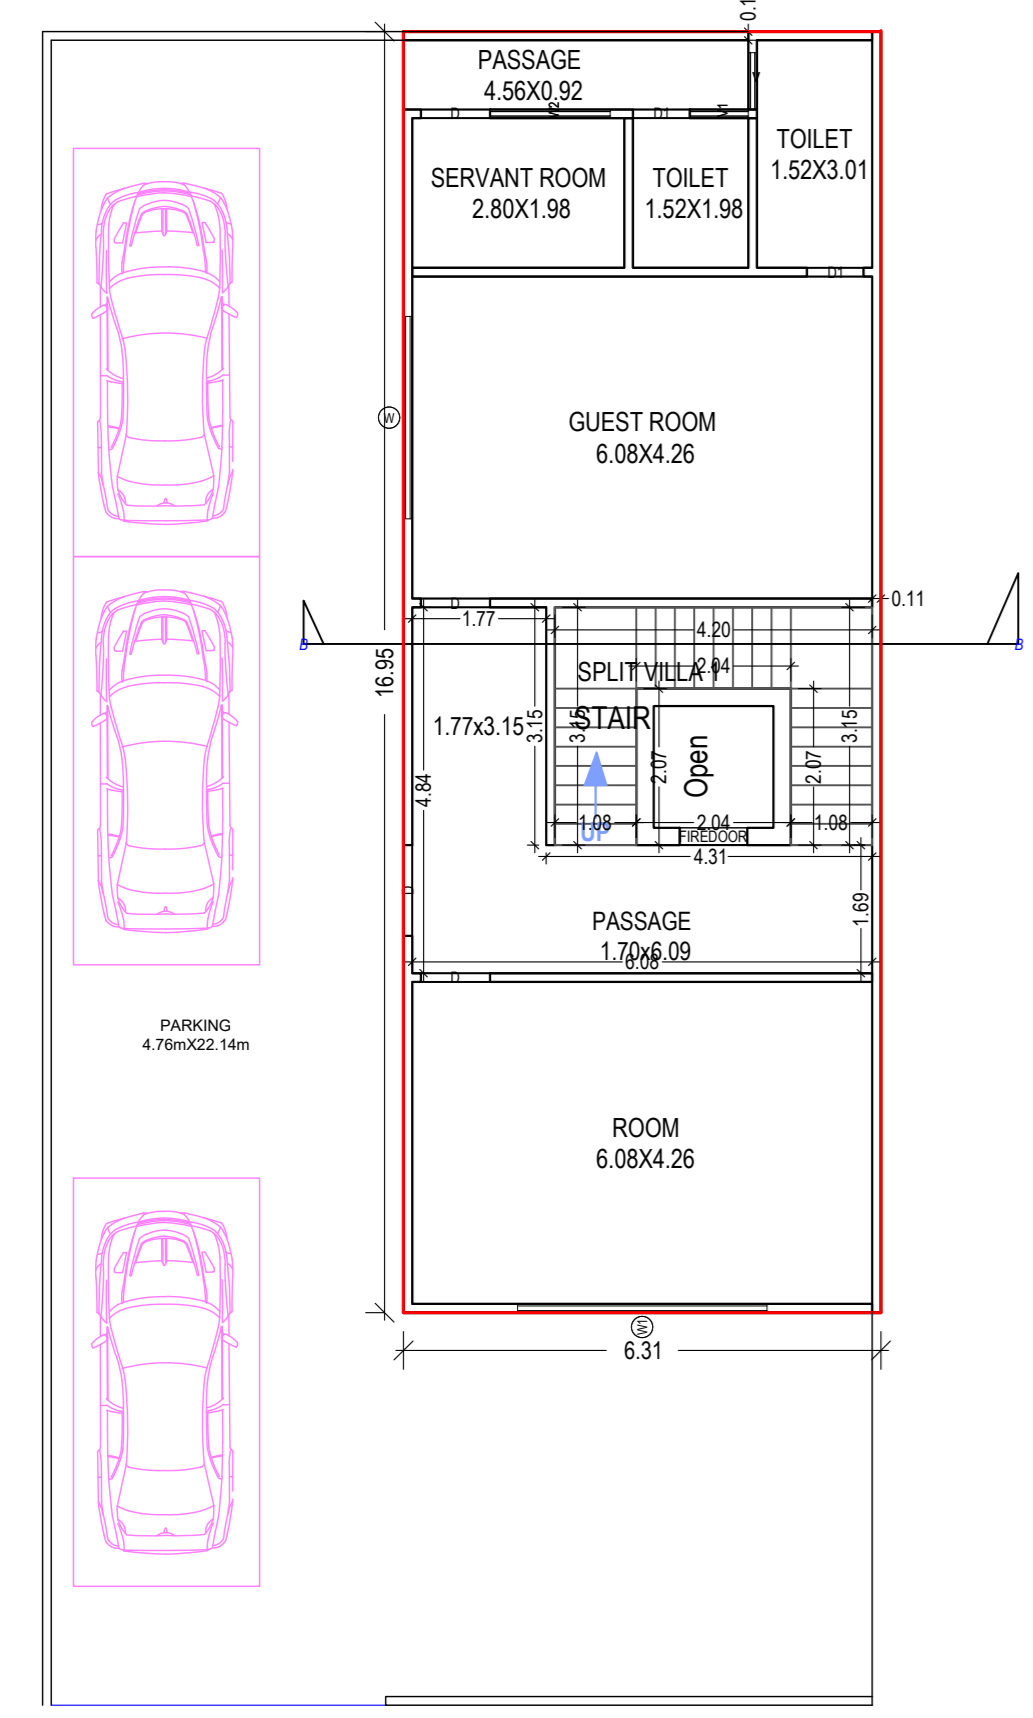 0.1
PASSAGE
4.56X0.92
D
W2
D1
V1
TOILET
1.52X3.01
SERVANT ROOM
2.80X1.98
TOILET
1.52X1.98
D1
W
GUEST ROOM
6.08X4.26
D
0.11
1.77
4.20
B
B
16.95
2.04
SPLIT VILLA 1
STAIR
1.77x3.15
3.15
3.15
3.15
Open
2.07
2.07
4.84
1.08
2.04
1.08
UP
FIREDOOR
4.31
D
1.69
PASSAGE
1.70x6.09
6.08
D
PARKING
4.76mX22.14m
ROOM
6.08X4.26
W1
6.31